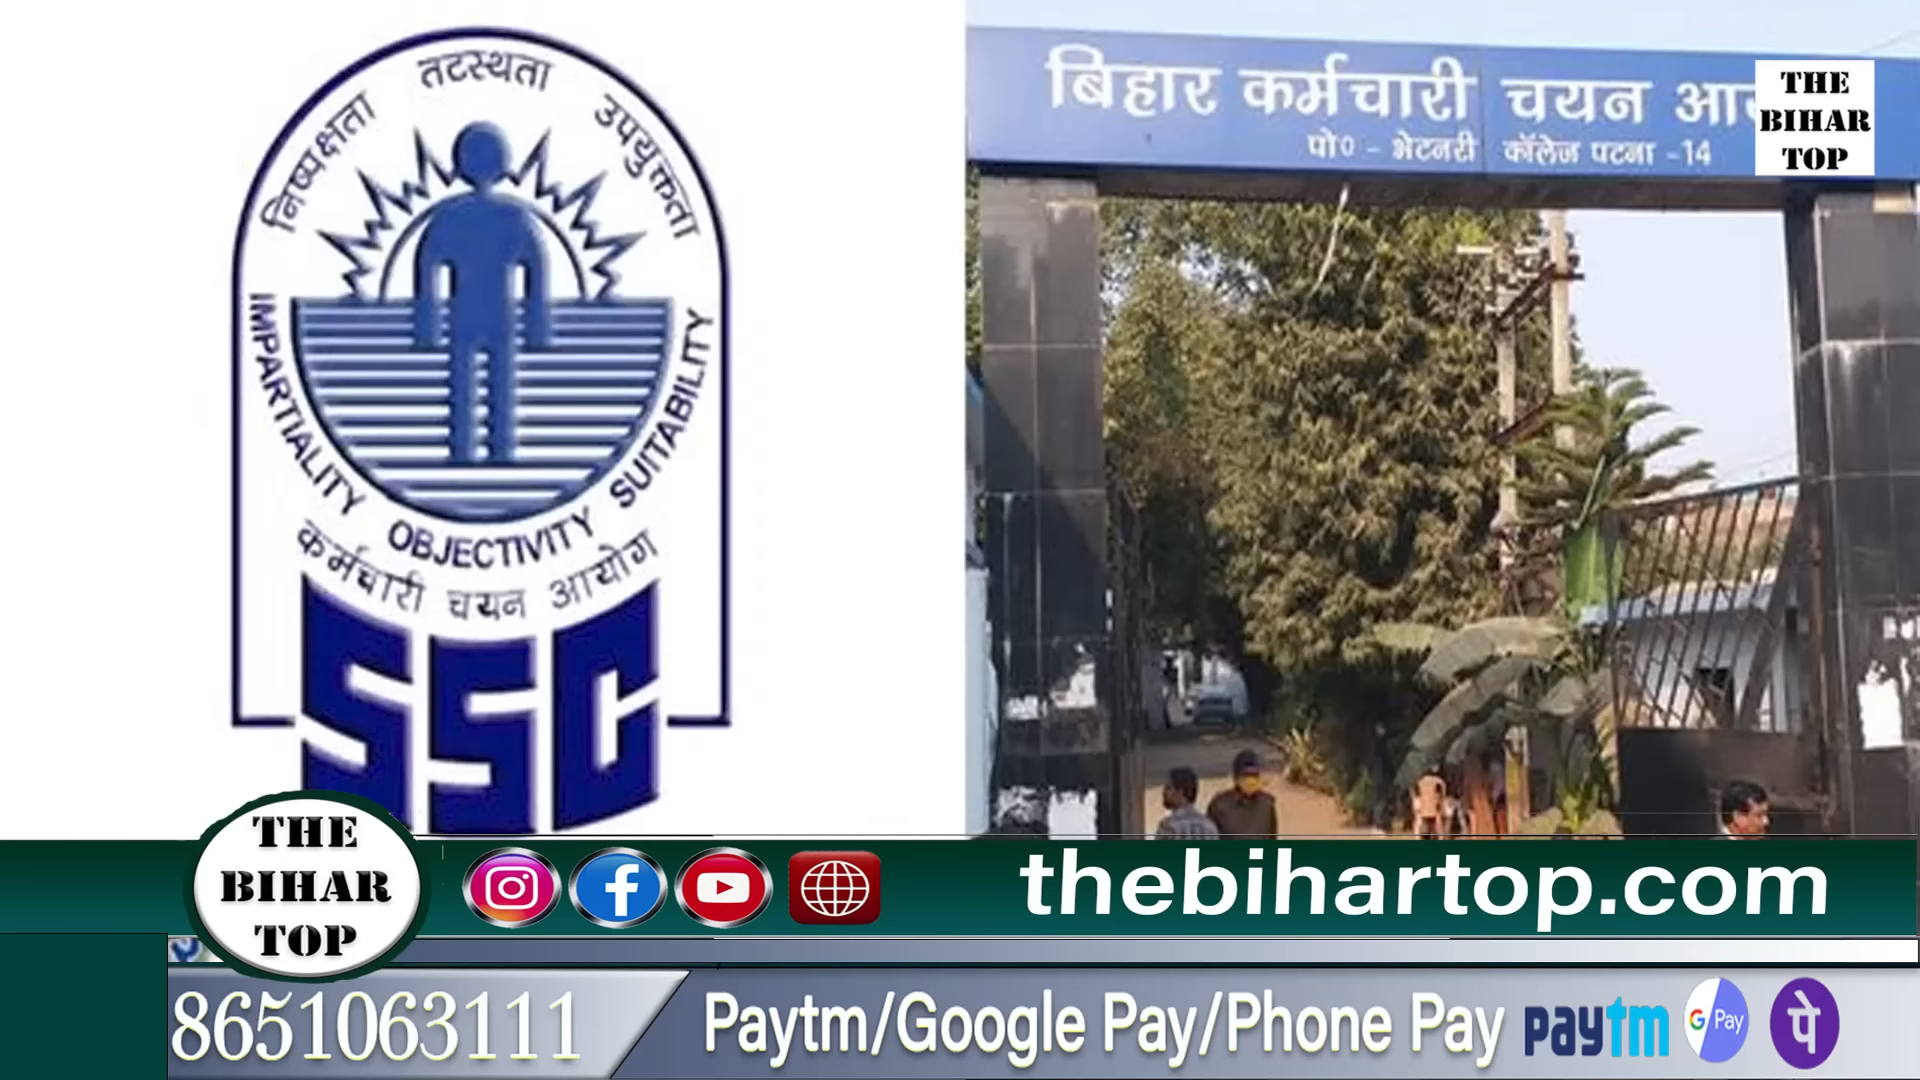 निष्पक्षता तटस्थता उपयुक्तता
IMPARTIALITY OBJECTIVITY SUITABILITY
कर्मचारी चयन आयोग
SSC
बिहार कर्मचारी चयन
पो० - भेटनरी कॉलेज पटना -14
THE
BIHAR
TOP
THE
BIHAR
TOP
thebihartop.com
8651063111
Paytm/Google Pay/Phone Pay
paytm
G Pay
पे